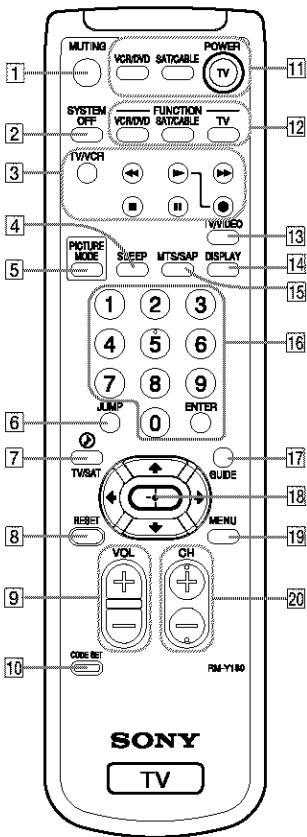 MUTING
POWER
VCR/DVD SAT/CABLE
TV
1
11
SYSTEM
OFF
FUNCTION
VCR/DVD SAT/CABLE TV
2
12
TV/VCR
3
TV/VIDEO
13
4
PICTURE
MODE
SLEEP MTS/SAP DISPLAY
5
14
15
1 2 3
16
4 5 6
7 8 9
JUMP
ENTER
0
6
7
TV/SAT
GUIDE
17
18
RESET
MENU
8
19
VOL
CH
9
20
CODE SET
10
RM-Y180
SONY
TV